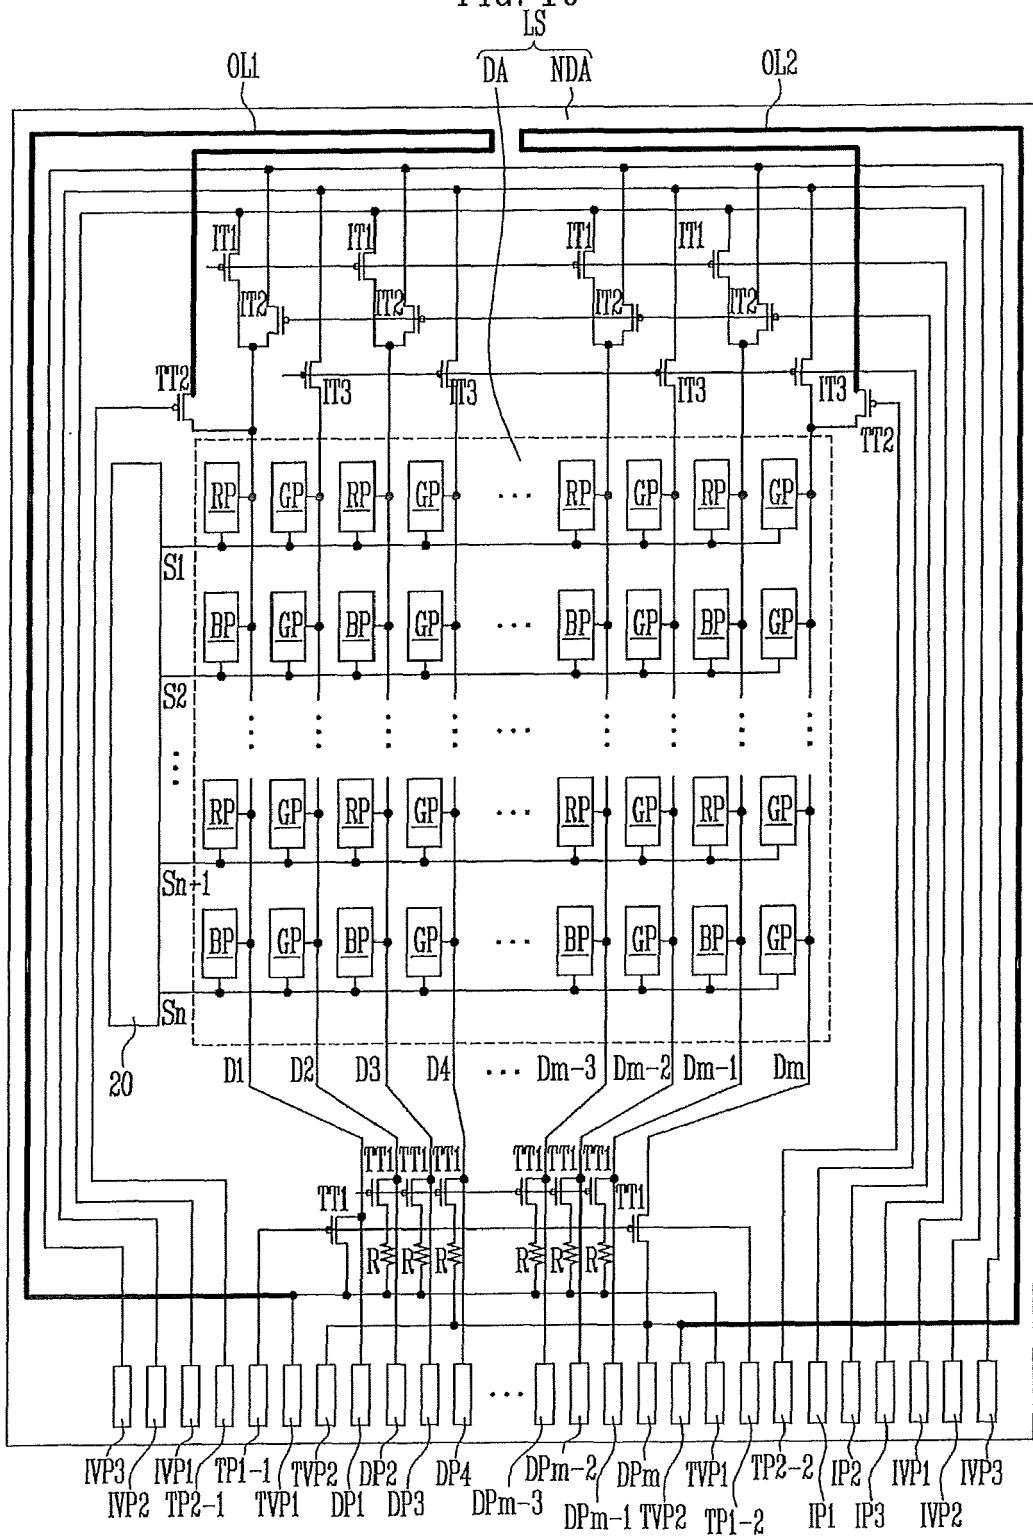 LS
OL1 DA NDA OL2
IT1 IT1 IT1 IT1
IT2 IT2 IT2 IT2
TT2 IT3 IT3 IT3 IT3 TT2
RP GP RP GP ... RP GP RP GP
S1
BP GP BP GP ... BP GP BP GP
S2
RP GP RP GP ... RP GP RP GP
Sn-1
BP GP BP GP ... BP GP BP GP
Sn
20 D1 D2 D3 D4 ... Dm-3 Dm-2 Dm-1 Dm
TT1 TT1 TT1 TT1 TT1 TT1
TT1 TT1
R R R R R R
...
IVP3 IVP2 IVP1 TP2-1 TP1-1 TVP1 TVP2 DP1 DP2 DP3 DP4 DPm-3 DPm-2 DPm-1 DPm TVP2 TVP1 TP1-2 TP2-2 IP1 IP2 IP3 IVP1 IVP2 IVP3